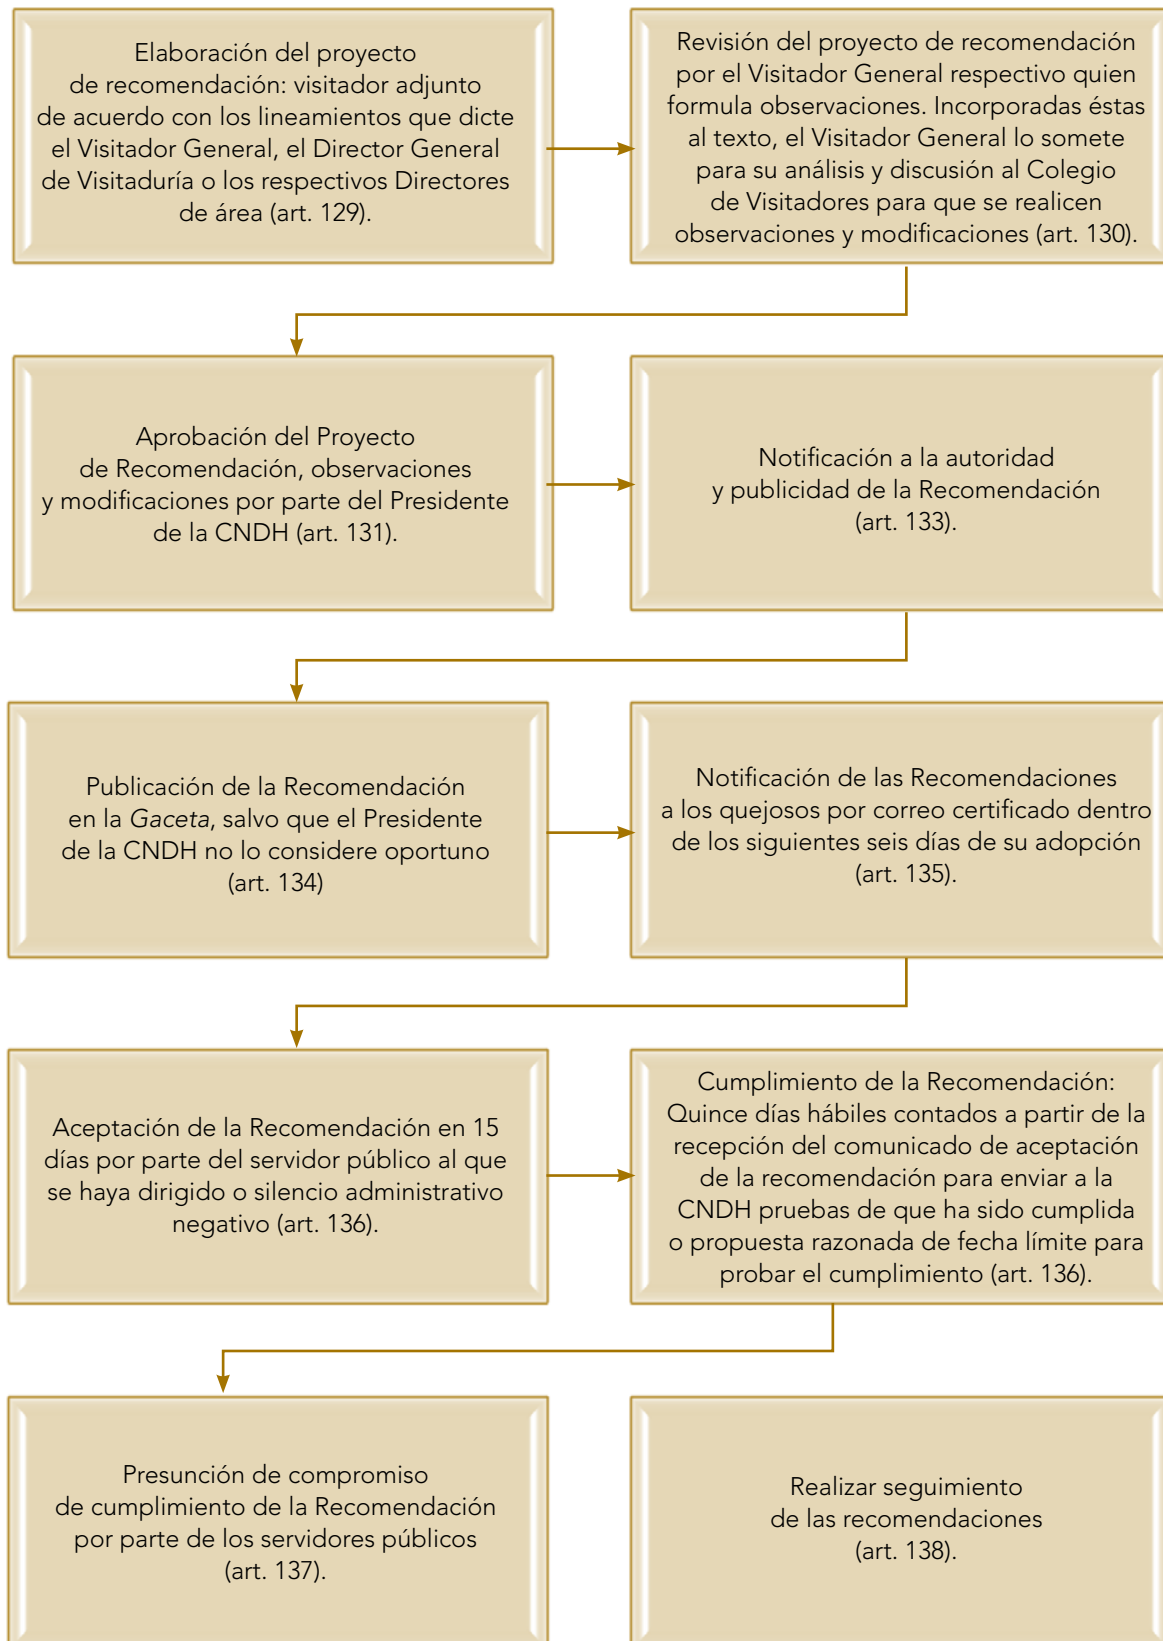 Elaboración del proyecto
de recomendación: visitador adjunto
de acuerdo con los lineamientos que dicte
el Visitador General, el Director General
de Visitaduría o los respectivos Directores
de área (art. 129).
Revisión del proyecto de recomendación
por el Visitador General respectivo quien
formula observaciones. Incorporadas éstas
al texto, el Visitador General lo somete
para su análisis y discusión al Colegio
de Visitadores para que se realicen
observaciones y modificaciones (art. 130).
Aprobación del Proyecto
de Recomendación, observaciones
y modificaciones por parte del Presidente
de la CNDH (art. 131).
Notificación a la autoridad
y publicidad de la Recomendación
(art. 133).
Publicación de la Recomendación
en la Gaceta, salvo que el Presidente
de la CNDH no lo considere oportuno
(art. 134)
Notificación de las Recomendaciones
a los quejosos por correo certificado dentro
de los siguientes seis días de su adopción
(art. 135).
Aceptación de la Recomendación en 15
días por parte del servidor público al que
se haya dirigido o silencio administrativo
negativo (art. 136).
Cumplimiento de la Recomendación:
Quince días hábiles contados a partir de la
recepción del comunicado de aceptación
de la recomendación para enviar a la
CNDH pruebas de que ha sido cumplida
o propuesta razonada de fecha límite para
probar el cumplimiento (art. 136).
Presunción de compromiso
de cumplimiento de la Recomendación
por parte de los servidores públicos
(art. 137).
Realizar seguimiento
de las recomendaciones
(art. 138).